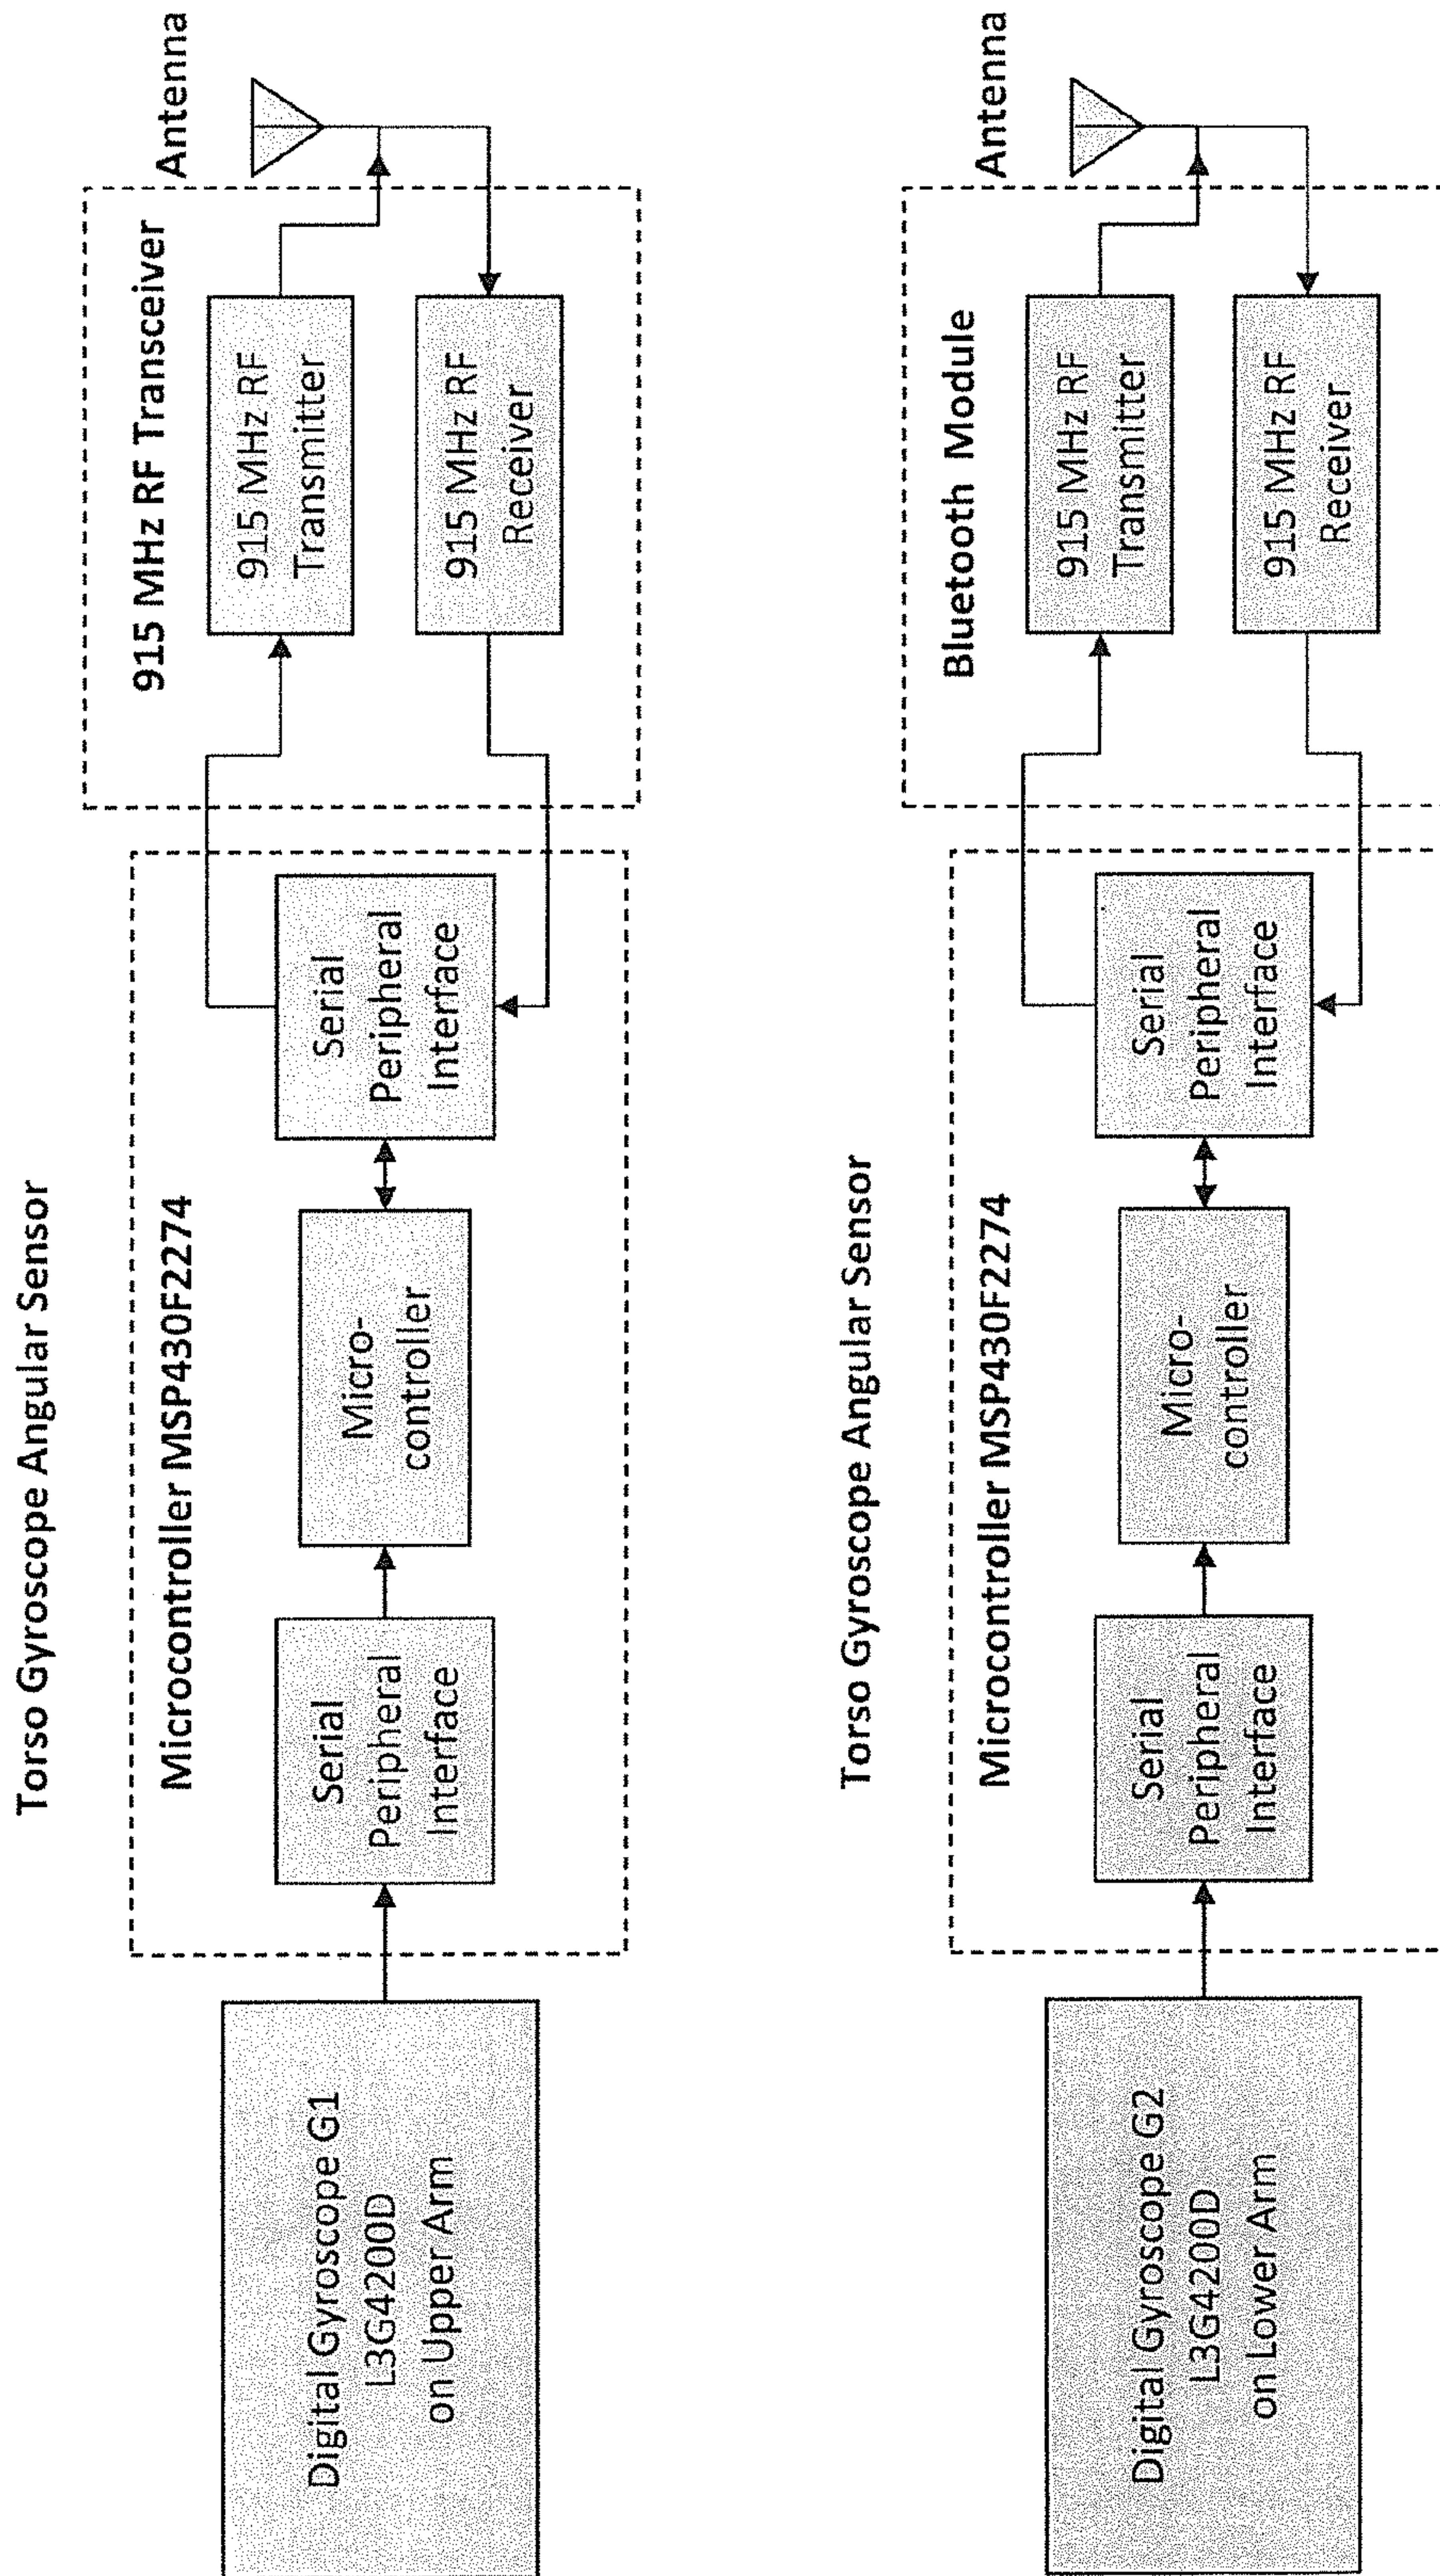 Torso Gyroscope Angular Sensor
Digital Gyroscope G1
L3G4200D
on Upper Arm
Microcontroller MSP430F2274
Serial
Peripheral
Interface
Micro-
controller
Serial
Peripheral
Interface
915 MHz RF Transceiver
915 MHz RF
Transmitter
915 MHz RF
Receiver
Antenna
Torso Gyroscope Angular Sensor
Digital Gyroscope G2
L3G4200D
on Lower Arm
Microcontroller MSP430F2274
Serial
Peripheral
Interface
Micro-
controller
Serial
Peripheral
Interface
Bluetooth Module
915 MHz RF
Transmitter
915 MHz RF
Receiver
Antenna